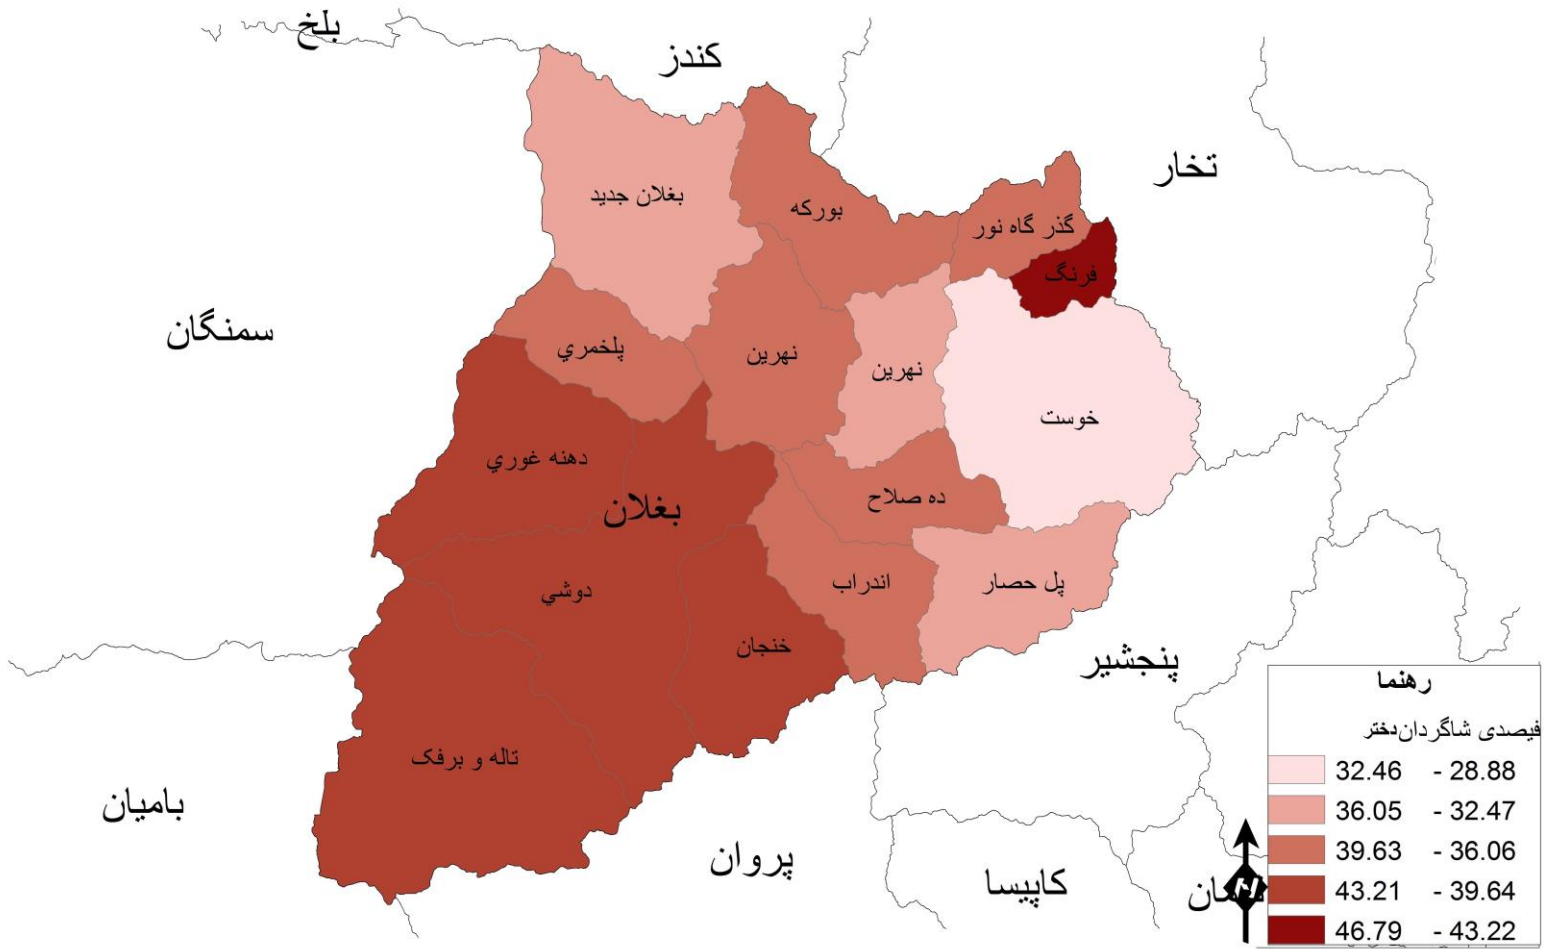 بلخ
کندز
تخار
بغلان جدید
بورکه
گذر گاه نور
فرنگ
سمنگان
پلخمري
نهرین
نهرین
خوست
دهنه غوري
بغلان
ده صلاح
دوشي
اندراب
پل حصار
خنجان
پنجشیر
تاله و برفک
بامیان
پروان
کاپیسا
رهنما
فیصدی شاگردان دختر
28.88 - 32.46
32.47 - 36.05
36.06 - 39.63
39.64 - 43.21
43.22 - 46.79